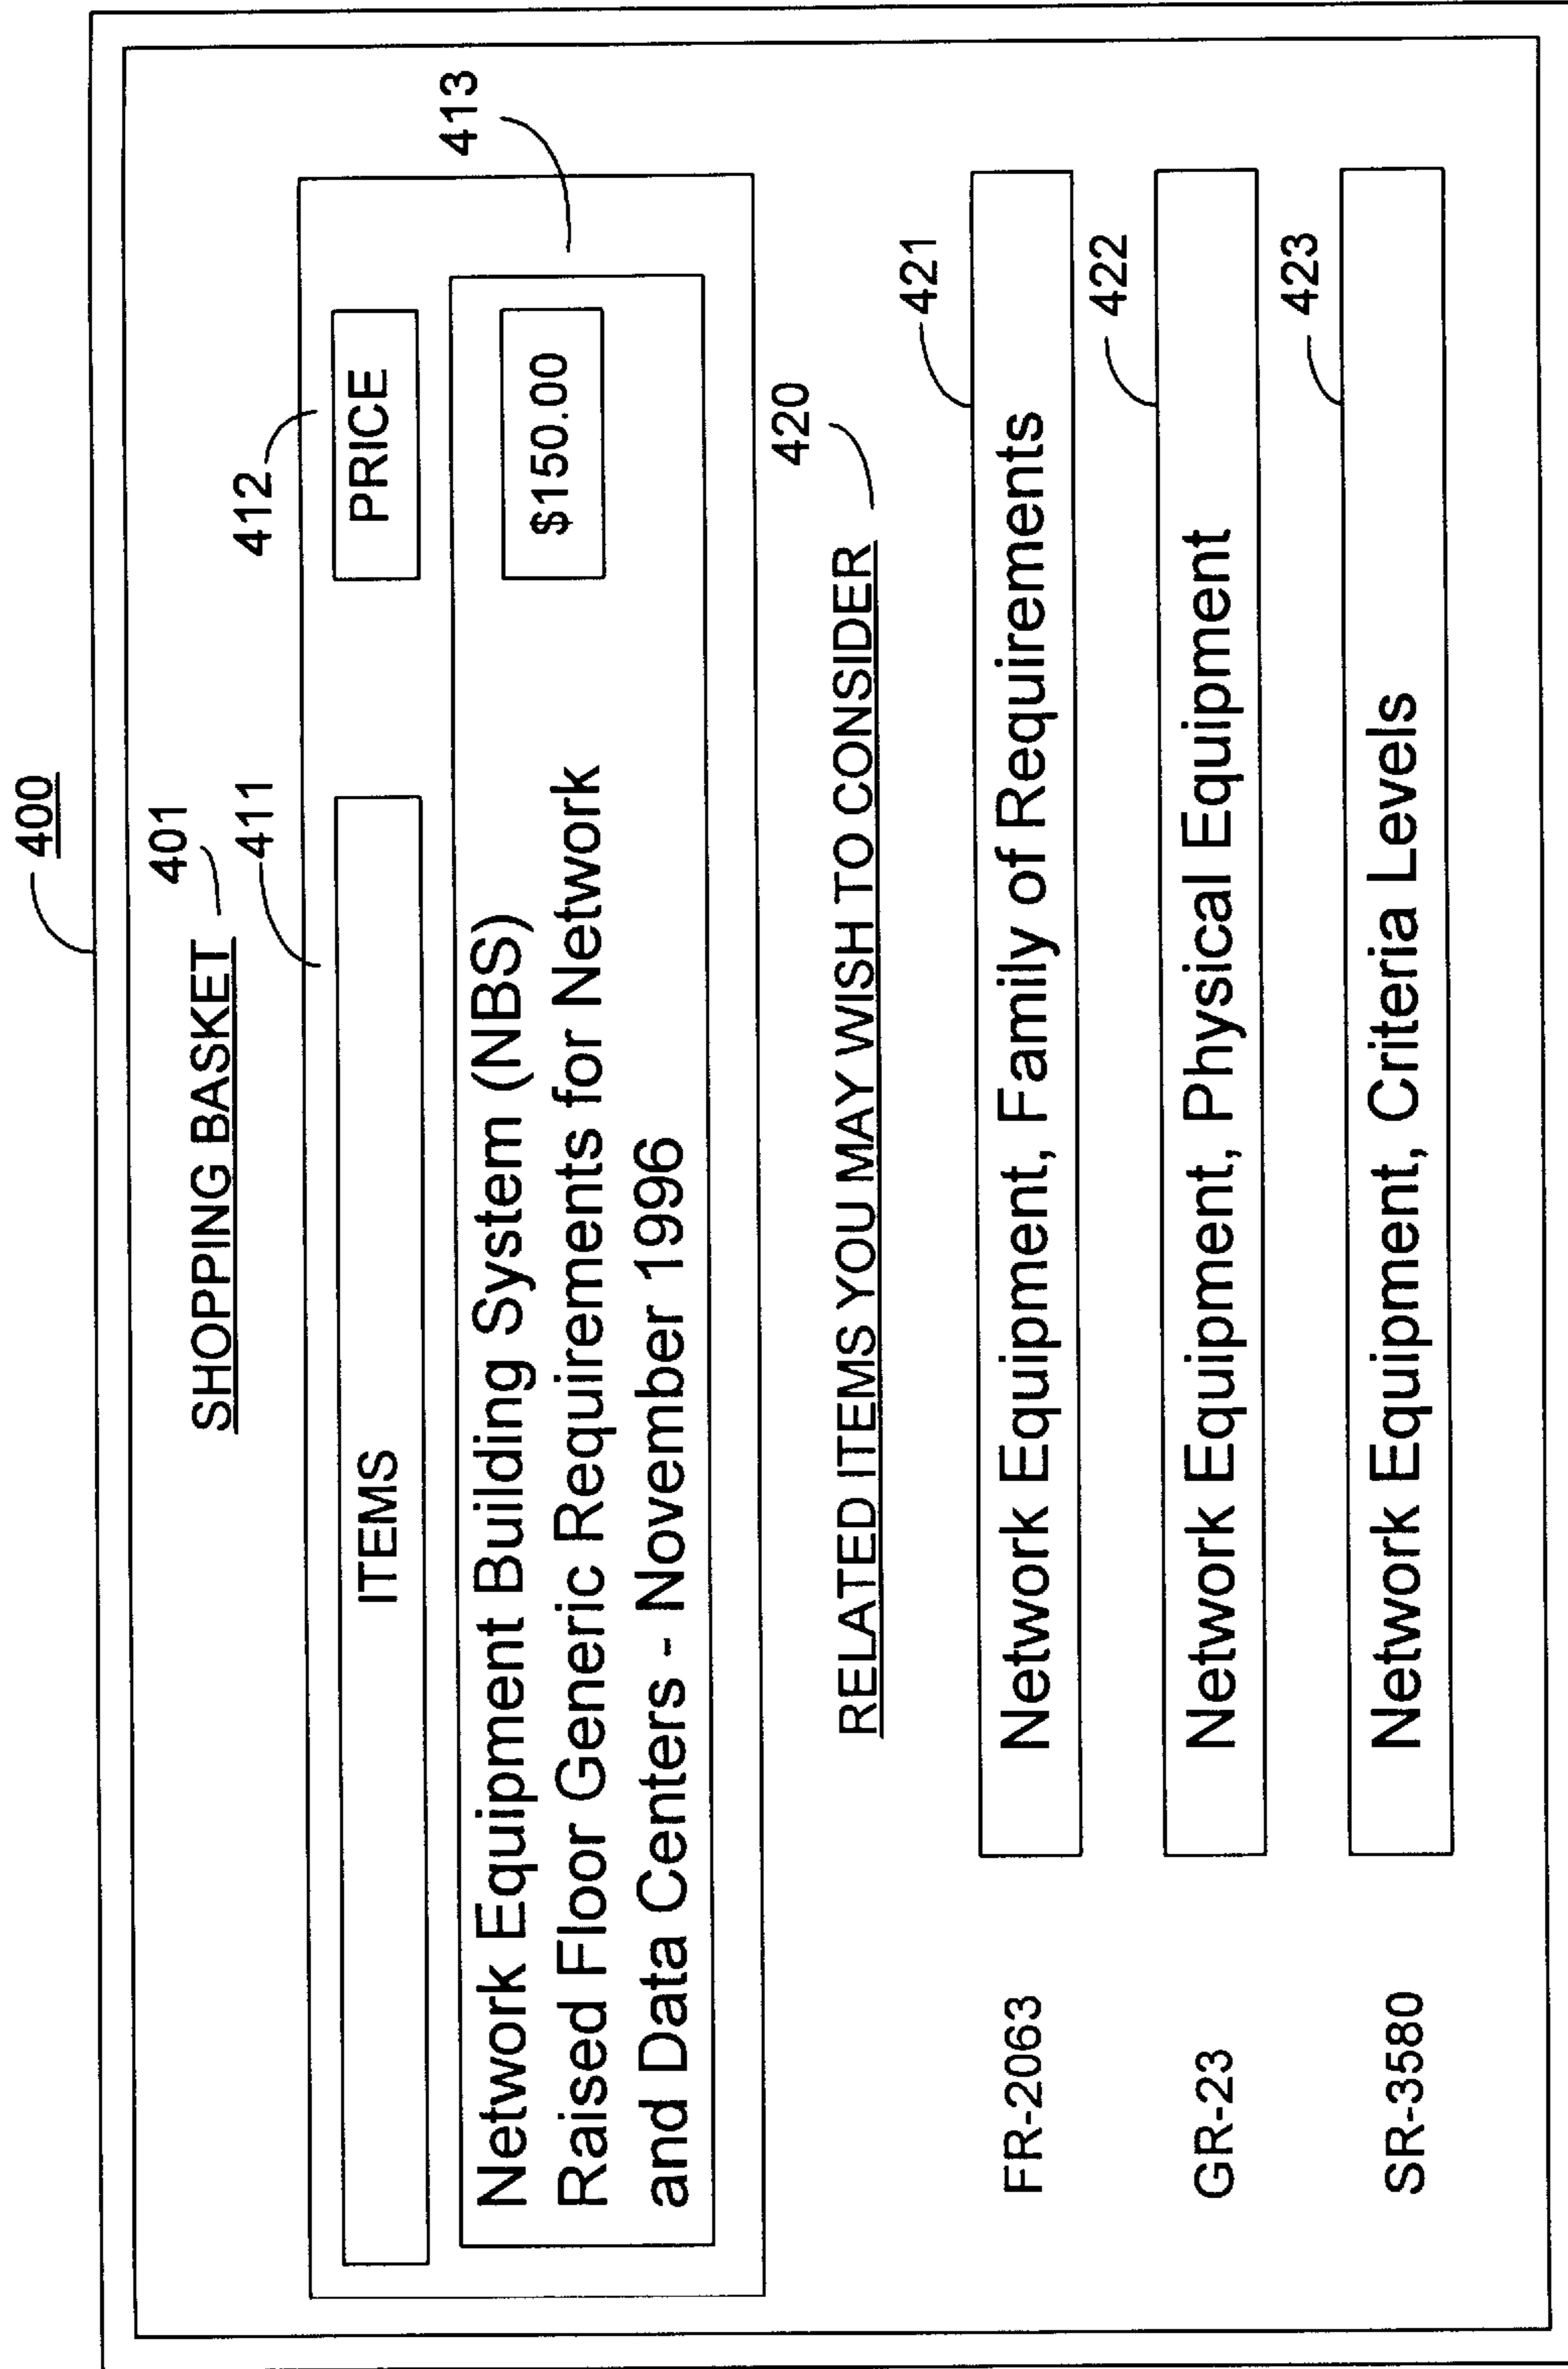 400
SHOPPING BASKET 401
411
412
413
ITEMS PRICE
Network Equipment Building System (NBS)
Raised Floor Generic Requirements for Network
and Data Centers - November 1996
$150.00
RELATED ITEMS YOU MAY WISH TO CONSIDER 420
421
FR-2063 Network Equipment, Family of Requirements
422
GR-23 Network Equipment, Physical Equipment
423
SR-3580 Network Equipment, Criteria Levels